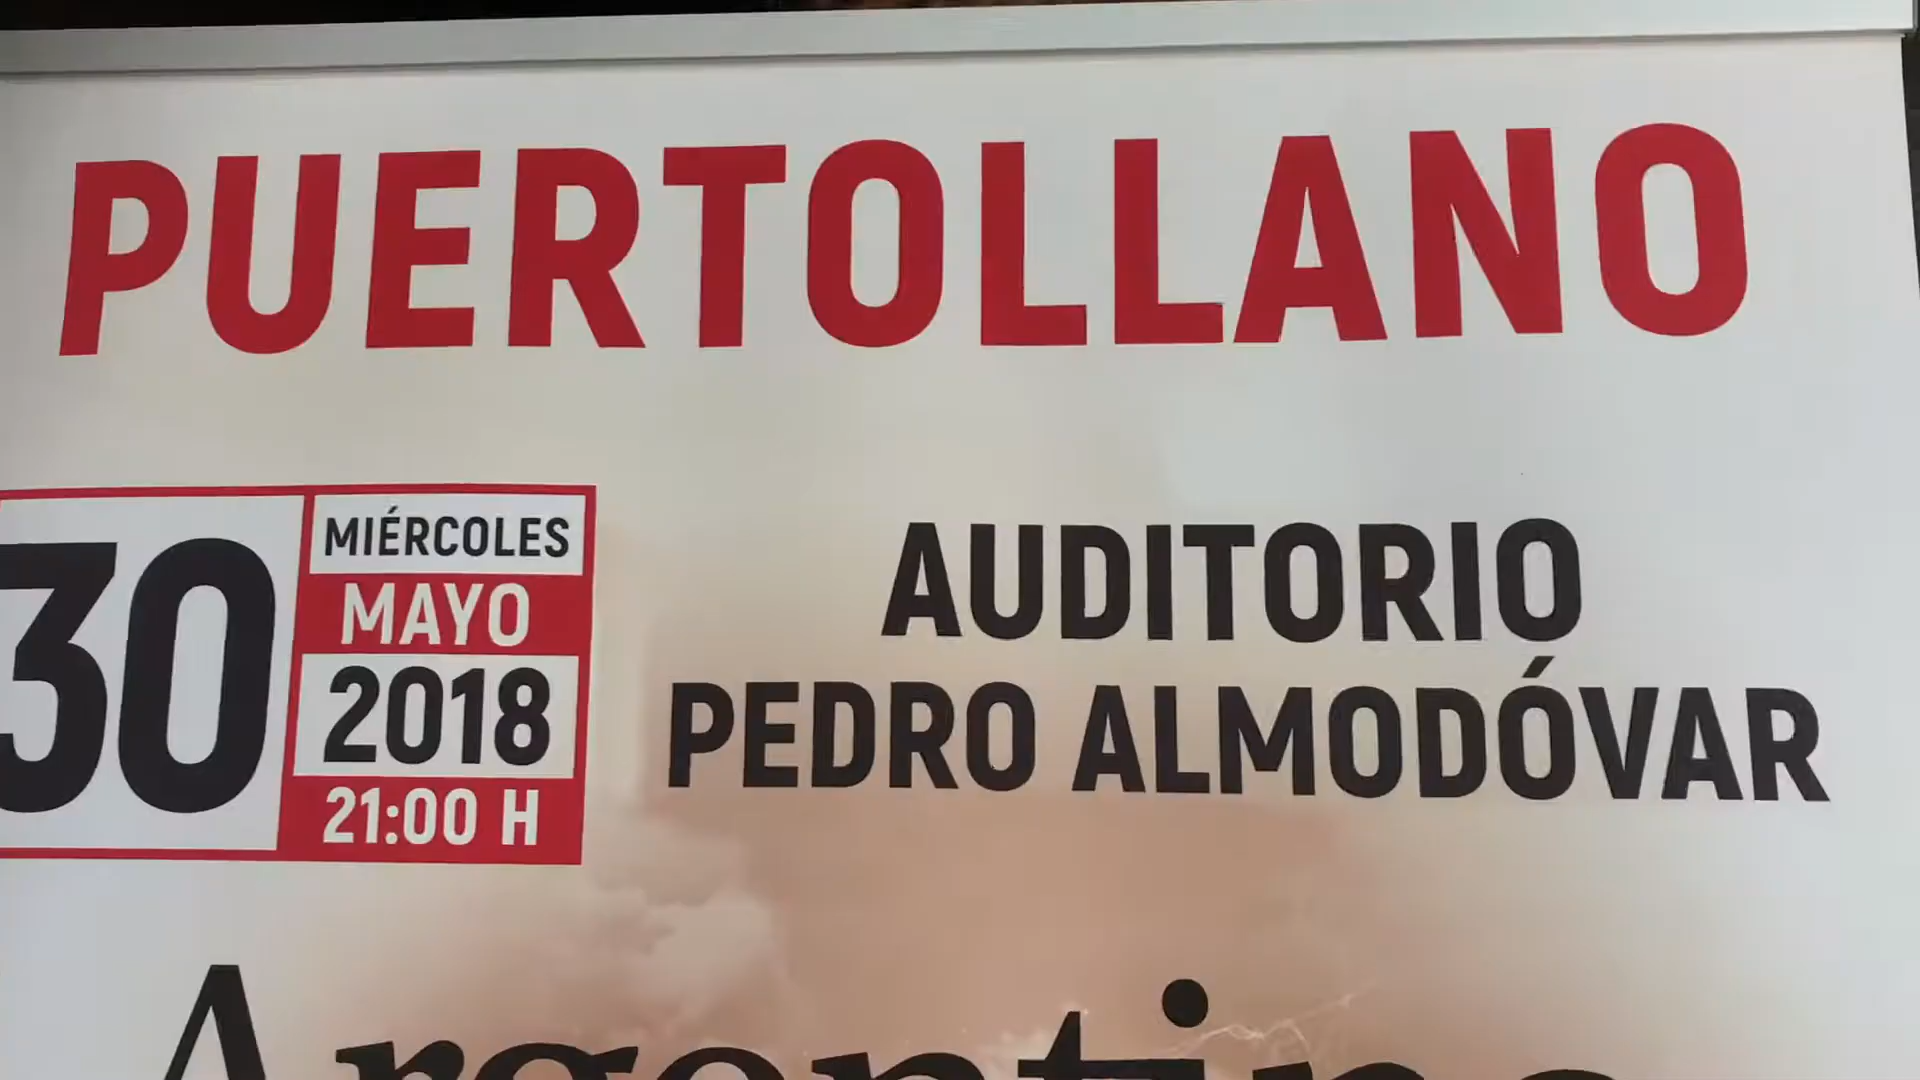 PUERTOLLANO
30
MIÉRCOLES
MAYO
2018
21:00 H
AUDITORIO
PEDRO ALMODÓVAR